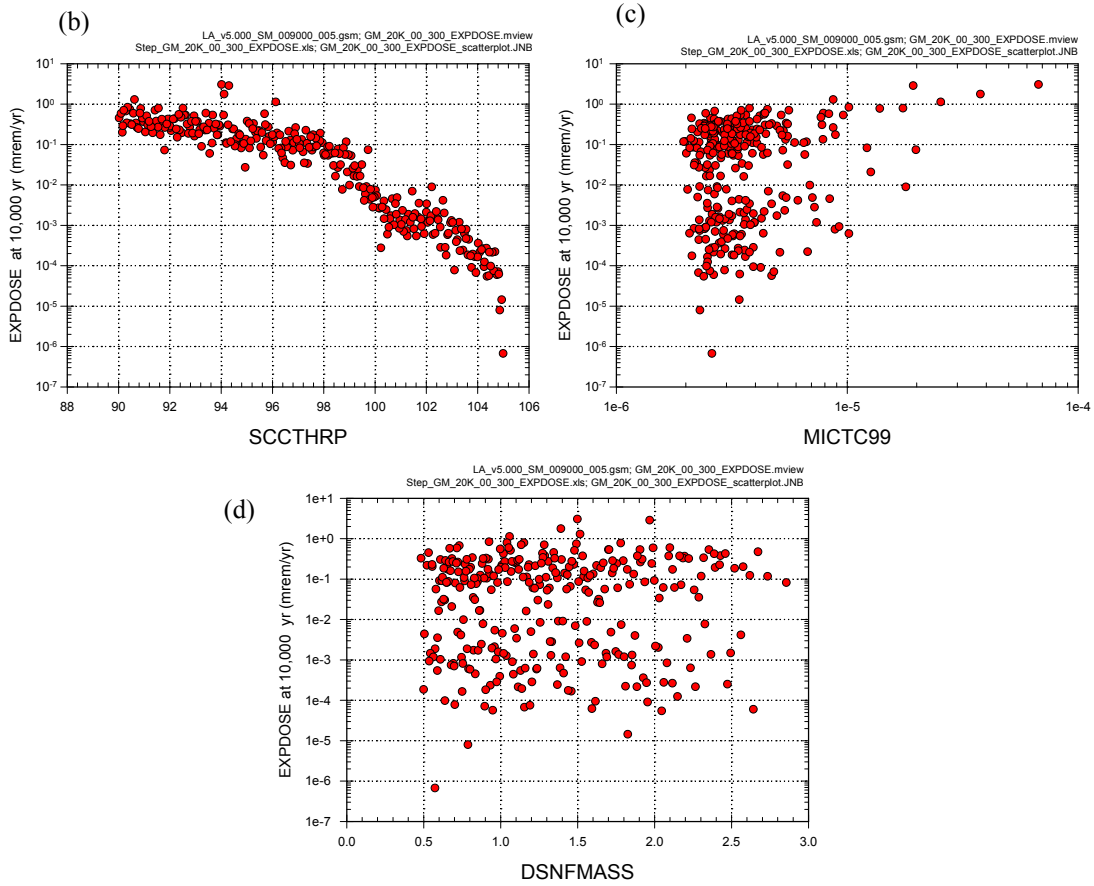 (b)
LA_v5.000_SM_009000_005.gsm; GM_20K_00_300_EXPDOSE.mview
Step_GM_20K_00_300_EXPDOSE.xls; GM_20K_00_300_EXPDOSE_scatterplot.JNB
EXPDOSE at 10,000 yr (mrem/yr)
10¹
10⁰
10⁻¹
10⁻²
10⁻³
10⁻⁴
10⁻⁵
10⁻⁶
10⁻⁷
88 90 92 94 96 98 100 102 104 106
SCCTHRP
(c)
LA_v5.000_SM_009000_005.gsm; GM_20K_00_300_EXPDOSE.mview
Step_GM_20K_00_300_EXPDOSE.xls; GM_20K_00_300_EXPDOSE_scatterplot.JNB
EXPDOSE at 10,000 yr (mrem/yr)
10¹
10⁰
10⁻¹
10⁻²
10⁻³
10⁻⁴
10⁻⁵
10⁻⁶
10⁻⁷
1e-6 1e-5 1e-4
MICTC99
(d)
LA_v5.000_SM_009000_005.gsm; GM_20K_00_300_EXPDOSE.mview
Step_GM_20K_00_300_EXPDOSE.xls; GM_20K_00_300_EXPDOSE_scatterplot.JNB
EXPDOSE at 10,000 yr (mrem/yr)
1e+1
1e+0
1e-1
1e-2
1e-3
1e-4
1e-5
1e-6
1e-7
0.0 0.5 1.0 1.5 2.0 2.5 3.0
DSNFMASS